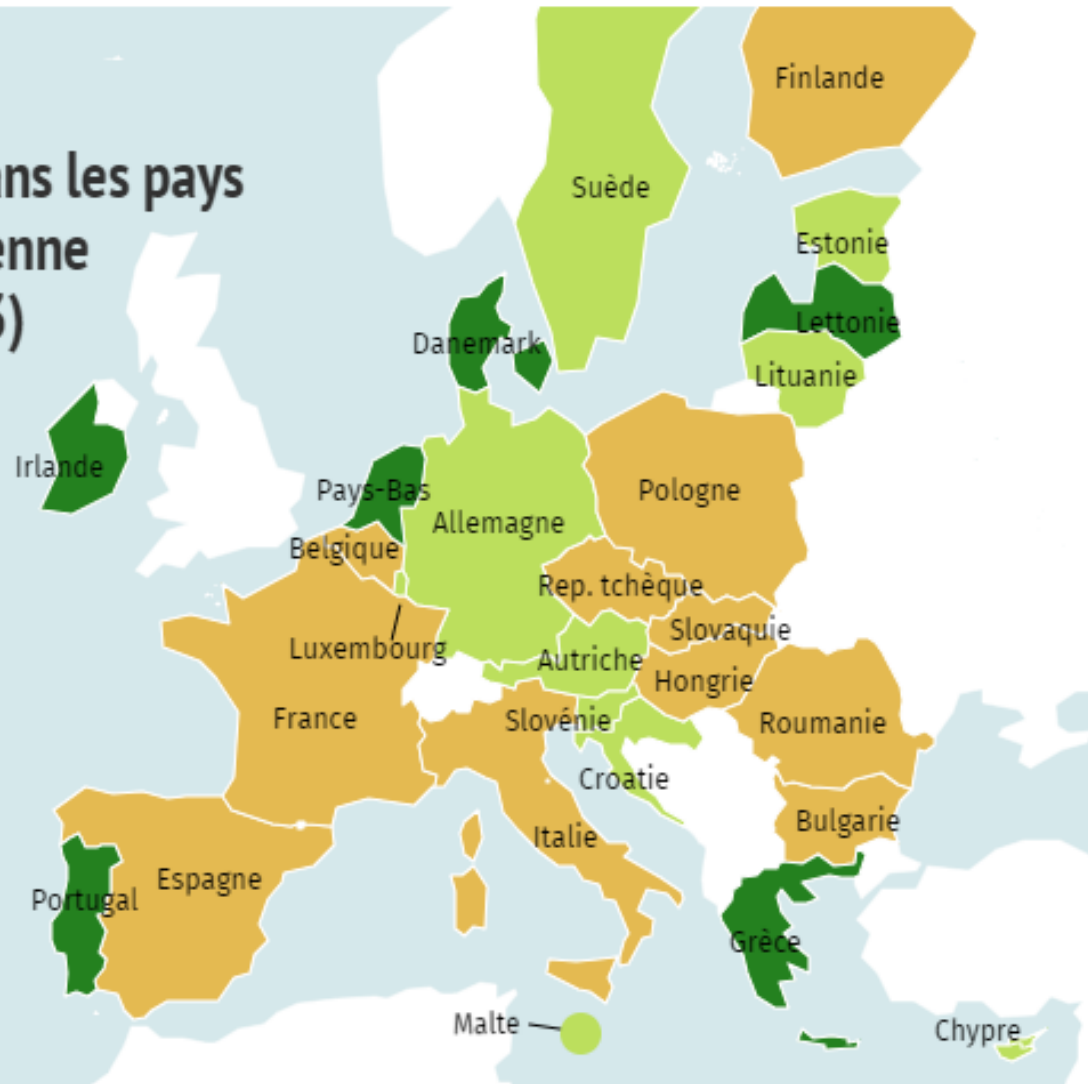 ns les pays
enne
)
Finlande
Suède
Estonie
Lettonie
Danemark
Lituanie
Irlande
Pays-Bas
Pologne
Allemagne
Belgique
Rep. tchèque
Slovaquie
Luxembourg
Autriche
Hongrie
France
Slovénie
Roumanie
Croatie
Bulgarie
Italie
Espagne
Portugal
Grèce
Malte
Chypre